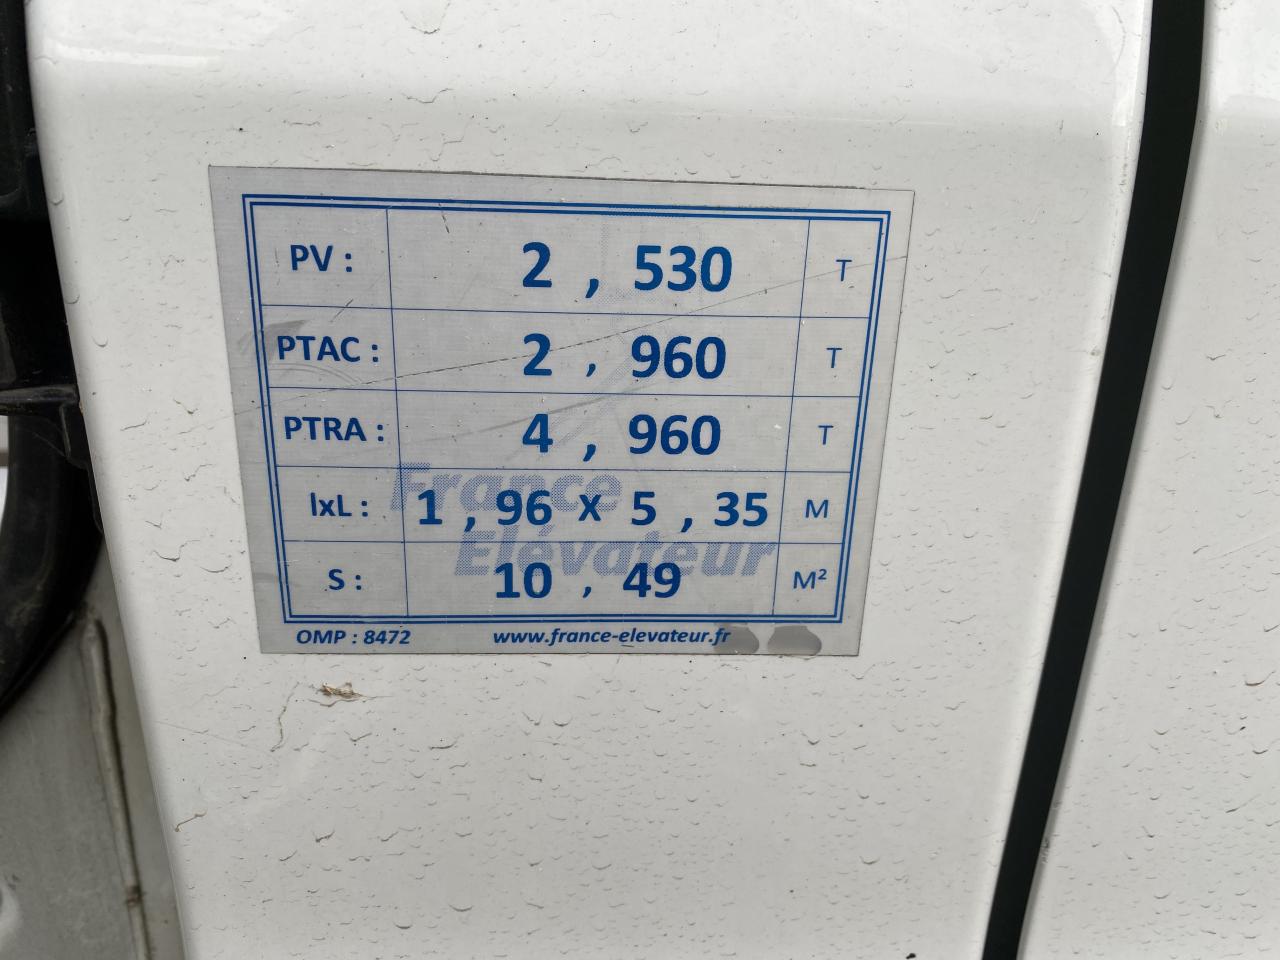 PV : 2 , 530 T
PTAC : 2 , 960 T
PTRA : 4 , 960 T
lxL : 1 , 96 x 5 , 35 M
France
Elévateur
S : 10 , 49 M²
OMP : 8472 www.france-elevateur.fr